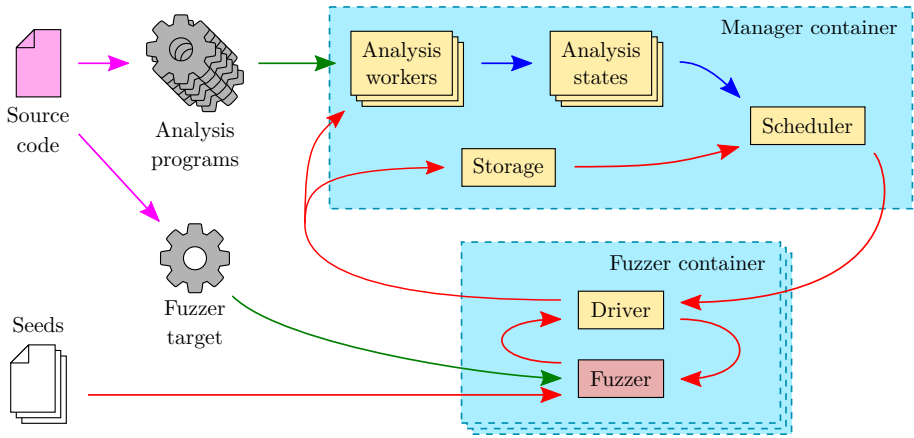 Manager container
Source
code
Analysis
programs
Analysis
workers
Analysis
states
Scheduler
Storage
Fuzzer
target
Fuzzer container
Driver
Fuzzer
Seeds